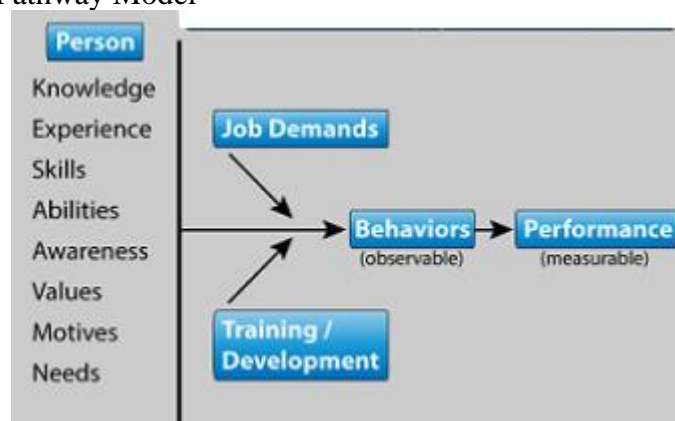 Pathway Model
Person
Knowledge
Experience
Skills
Abilities
Awareness
Values
Motives
Needs
Job Demands
Behaviors
(observable)
Performance
(measurable)
Training /
Development